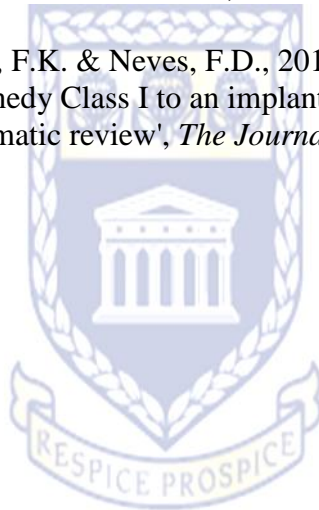 , F.K. & Neves, F.D., 201
nedy Class I to an implant
matic review', The Journa
RESPICE PROSPICE